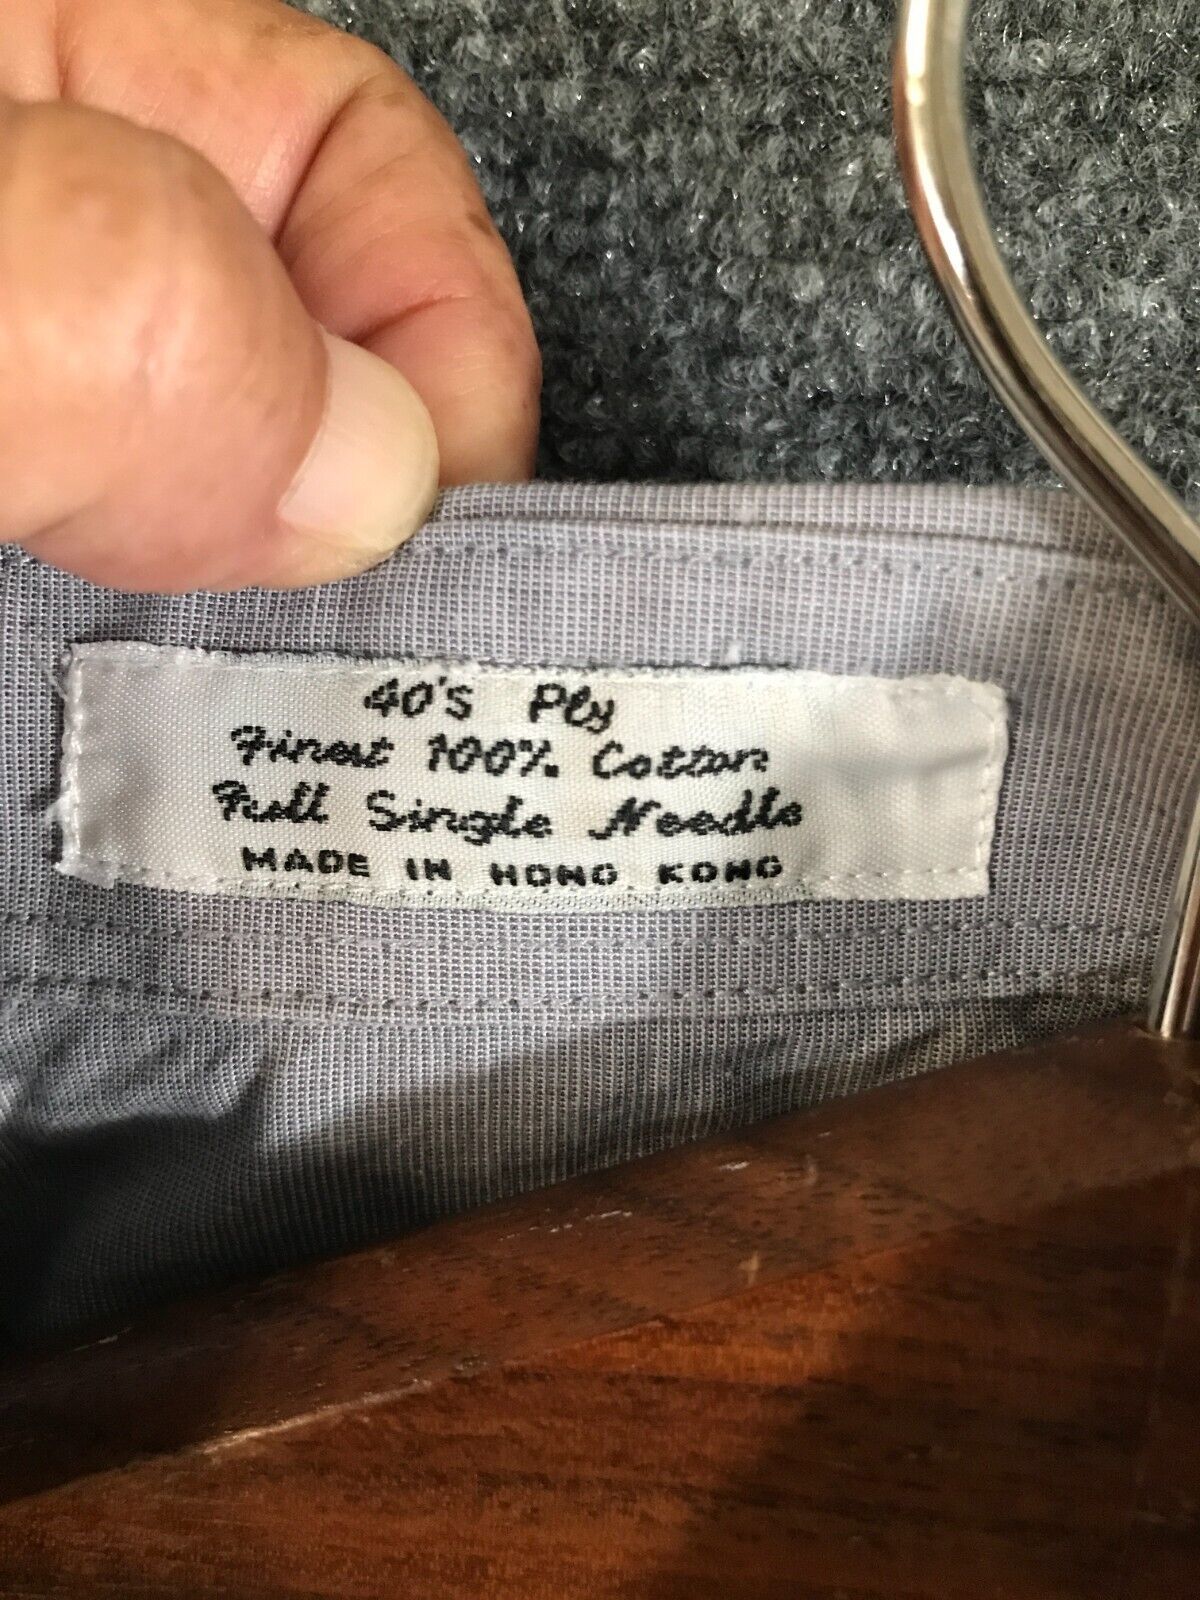 40's Ply
Finest 100% Cotton
Full Single Needle
MADE IN HONG KONG